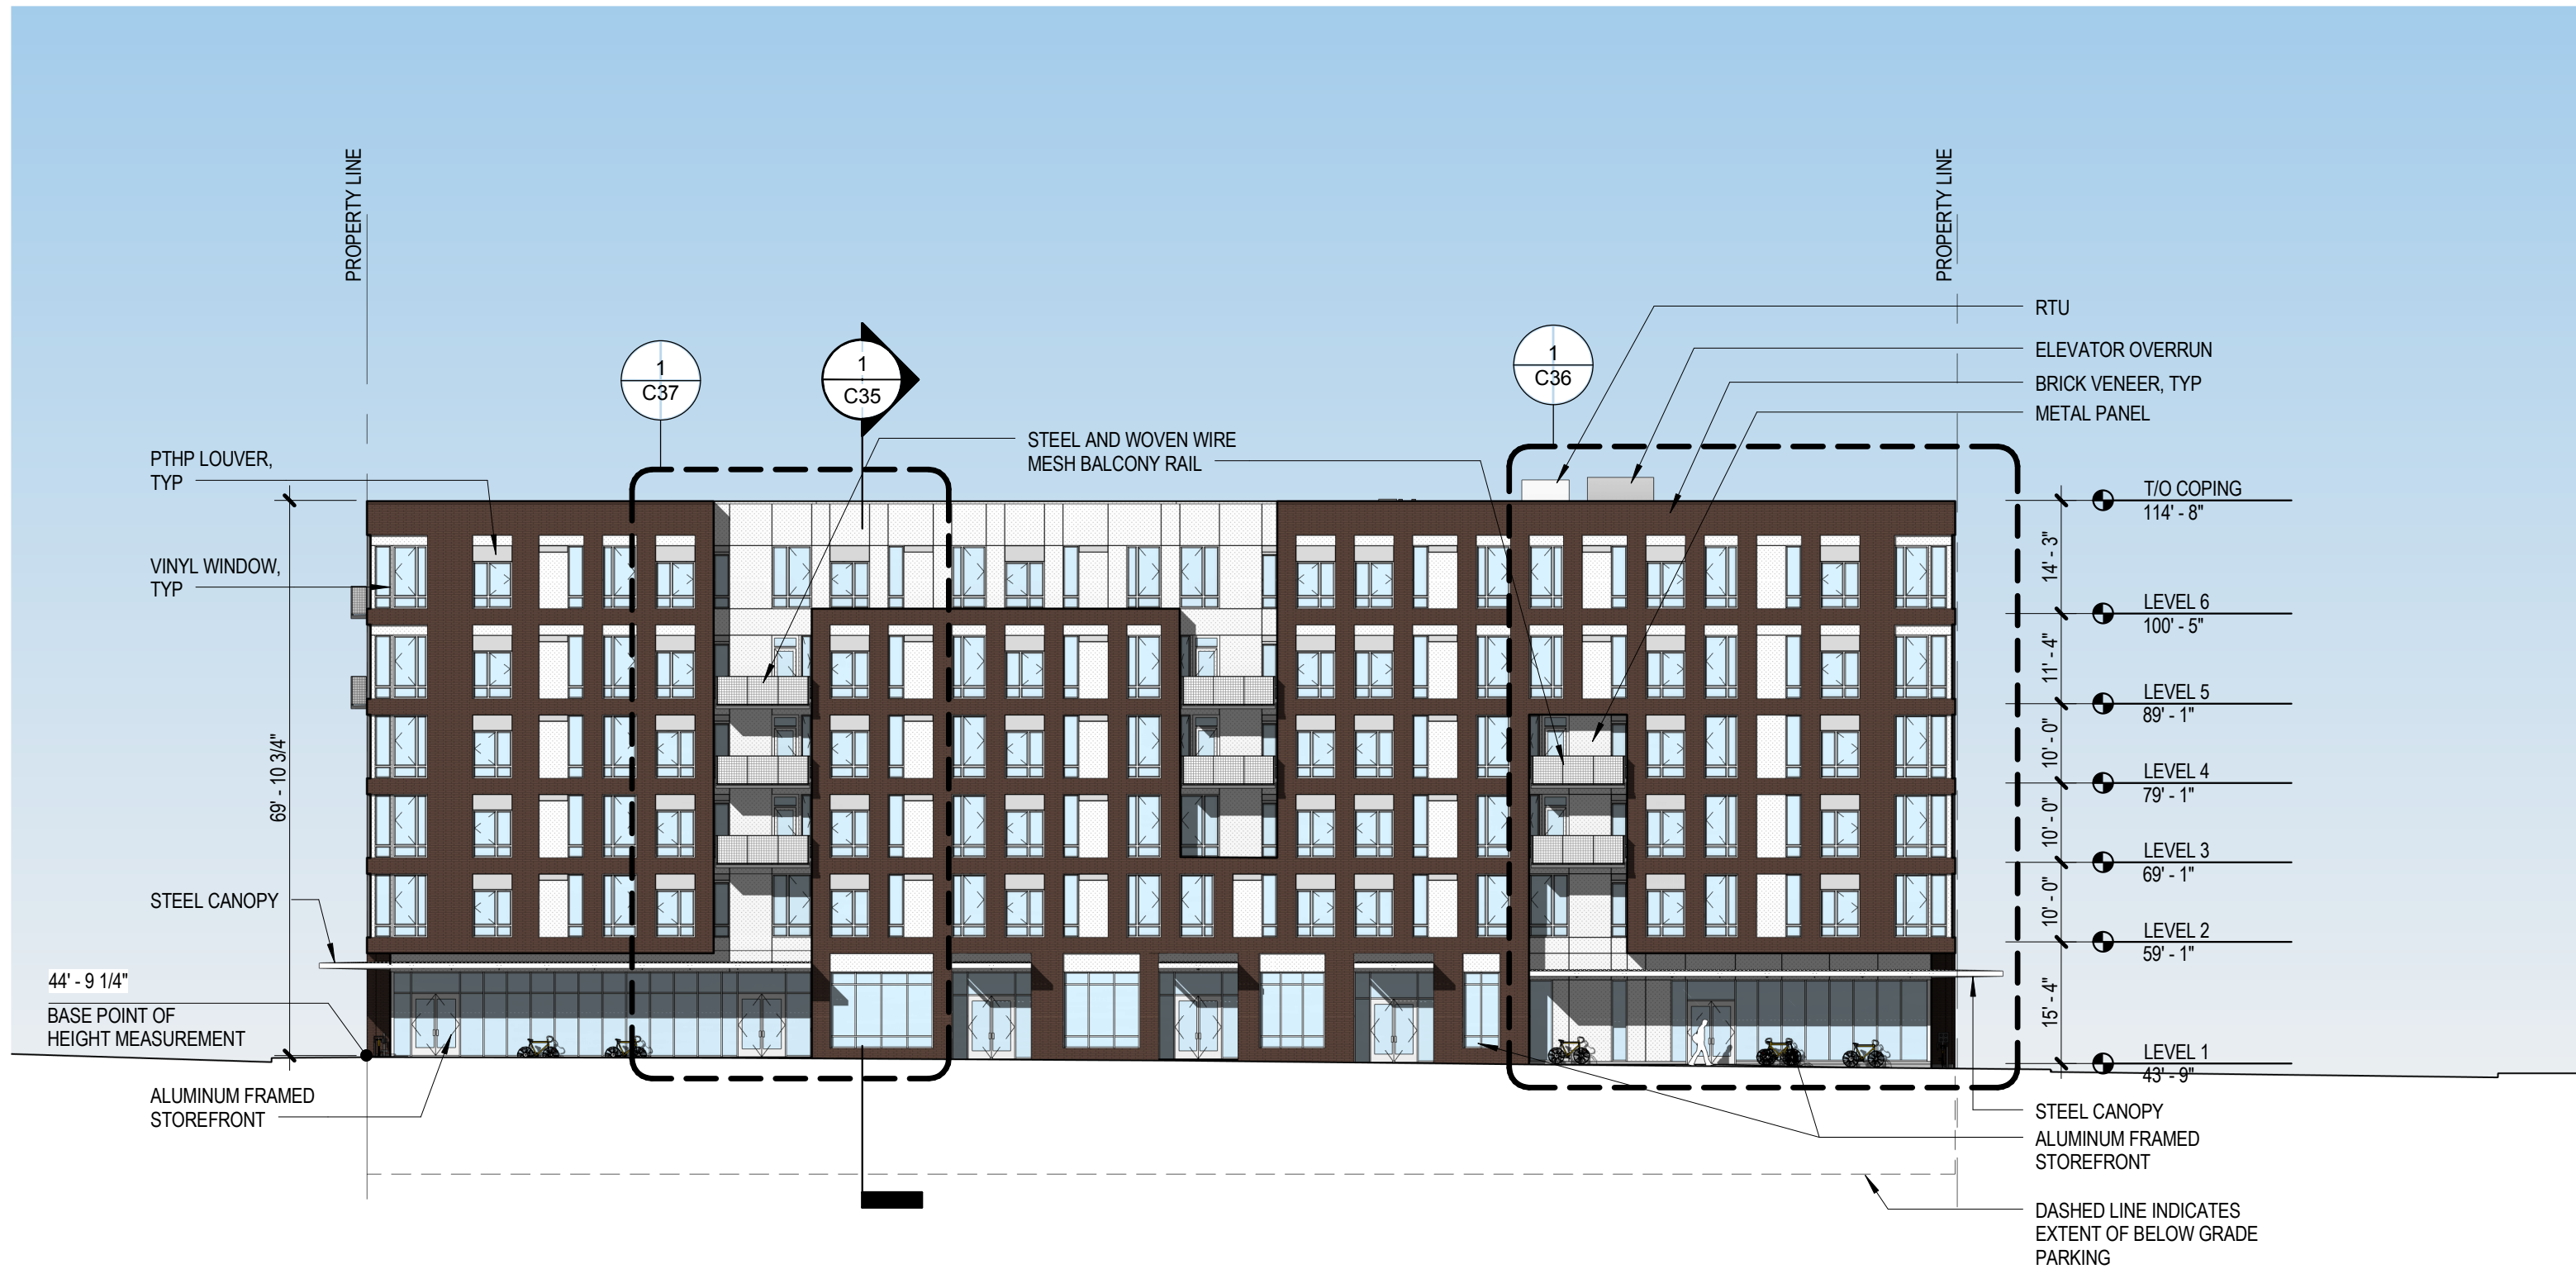 PROPERTY LINE
PROPERTY LINE
1
C37
1
C35
1
C36
RTU
ELEVATOR OVERRUN
BRICK VENEER, TYP
METAL PANEL
STEEL AND WOVEN WIRE
MESH BALCONY RAIL
PTHP LOUVER,
TYP
VINYL WINDOW,
TYP
STEEL CANOPY
69' - 10 3/4"
44' - 9 1/4"
BASE POINT OF
HEIGHT MEASUREMENT
ALUMINUM FRAMED
STOREFRONT
T/O COPING
114' - 8"
14' - 3"
LEVEL 6
100' - 5"
11' - 4"
LEVEL 5
89' - 1"
10' - 0"
LEVEL 4
79' - 1"
10' - 0"
LEVEL 3
69' - 1"
10' - 0"
LEVEL 2
59' - 1"
15' - 4"
LEVEL 1
43' - 9"
STEEL CANOPY
ALUMINUM FRAMED
STOREFRONT
DASHED LINE INDICATES
EXTENT OF BELOW GRADE
PARKING